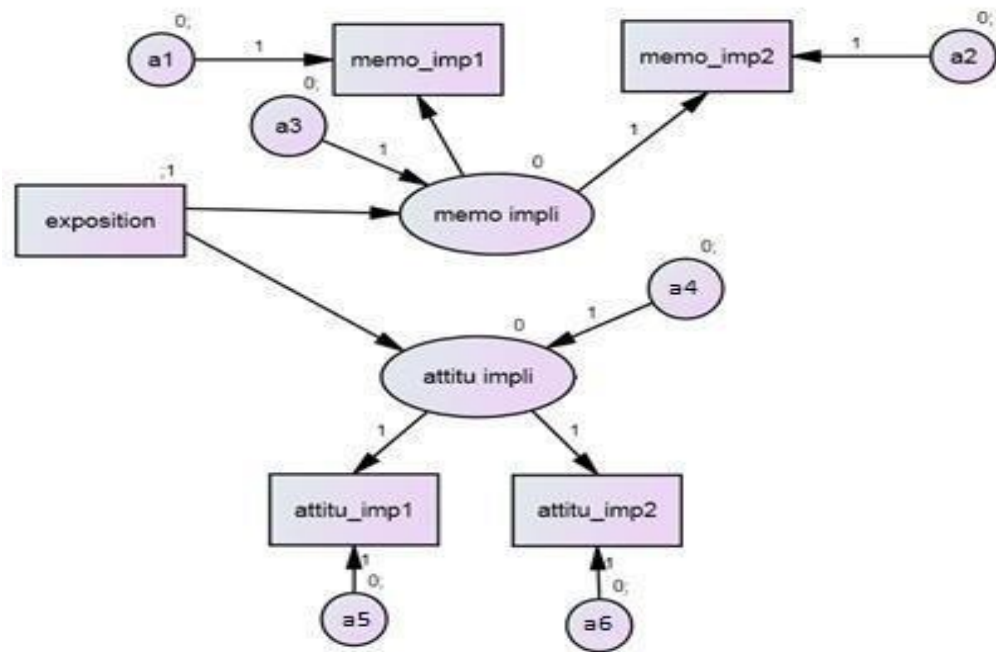 0;
a1
1
memo_imp1
memo_imp2
1
0;
a2
0;
a3
1
0
1
memo impli
;1
exposition
0;
a4
1
0
attitu impli
1
1
attitu_imp1
attitu_imp2
1
0;
a5
1
0;
a6